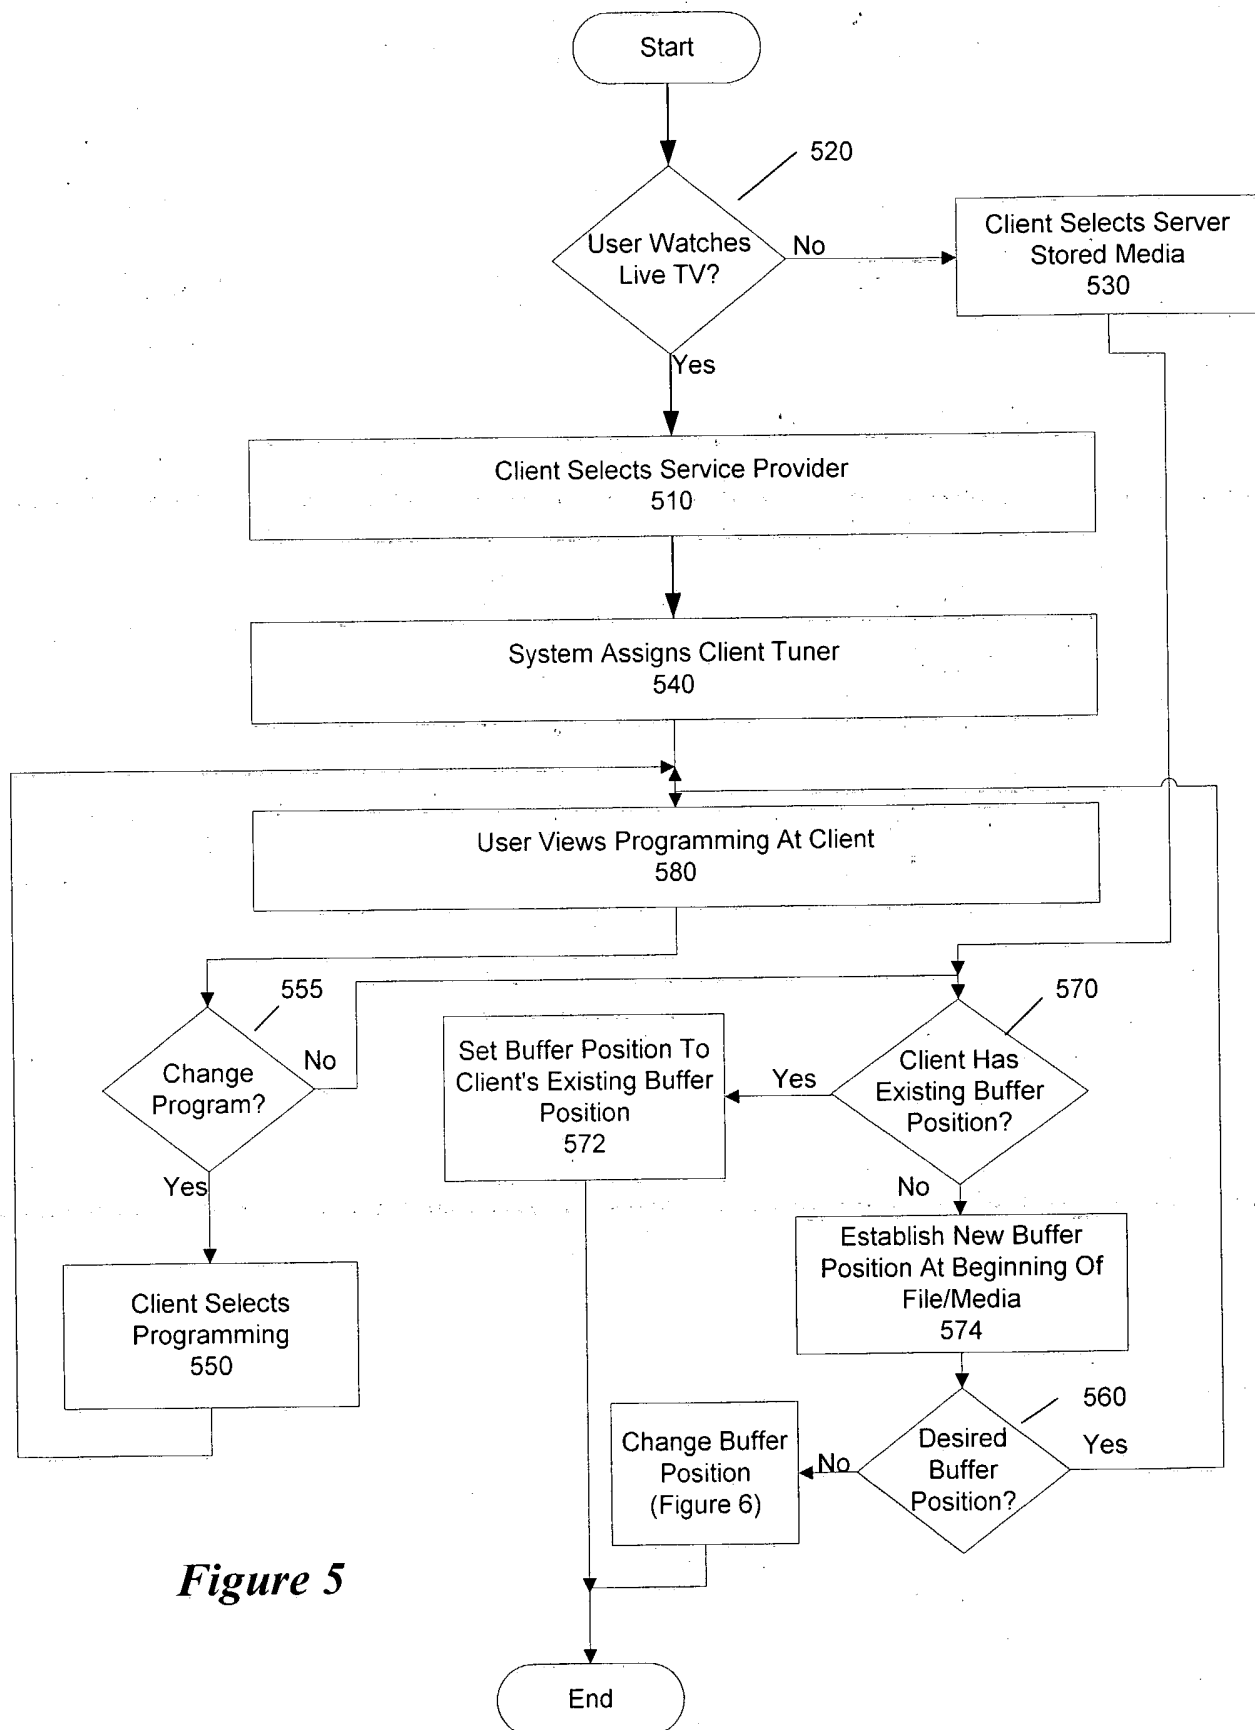 Start
520
User Watches
Live TV?
No
Client Selects Server
Stored Media
530
Yes
Client Selects Service Provider
510
System Assigns Client Tuner
540
User Views Programming At Client
580
555
570
Change
Program?
No
Set Buffer Position To
Client's Existing Buffer
Position
572
Yes
Client Has
Existing Buffer
Position?
Yes
No
Client Selects
Programming
550
Establish New Buffer
Position At Beginning Of
File/Media
574
560
Change Buffer
Position
(Figure 6)
No
Desired
Buffer
Position?
Yes
Figure 5
End